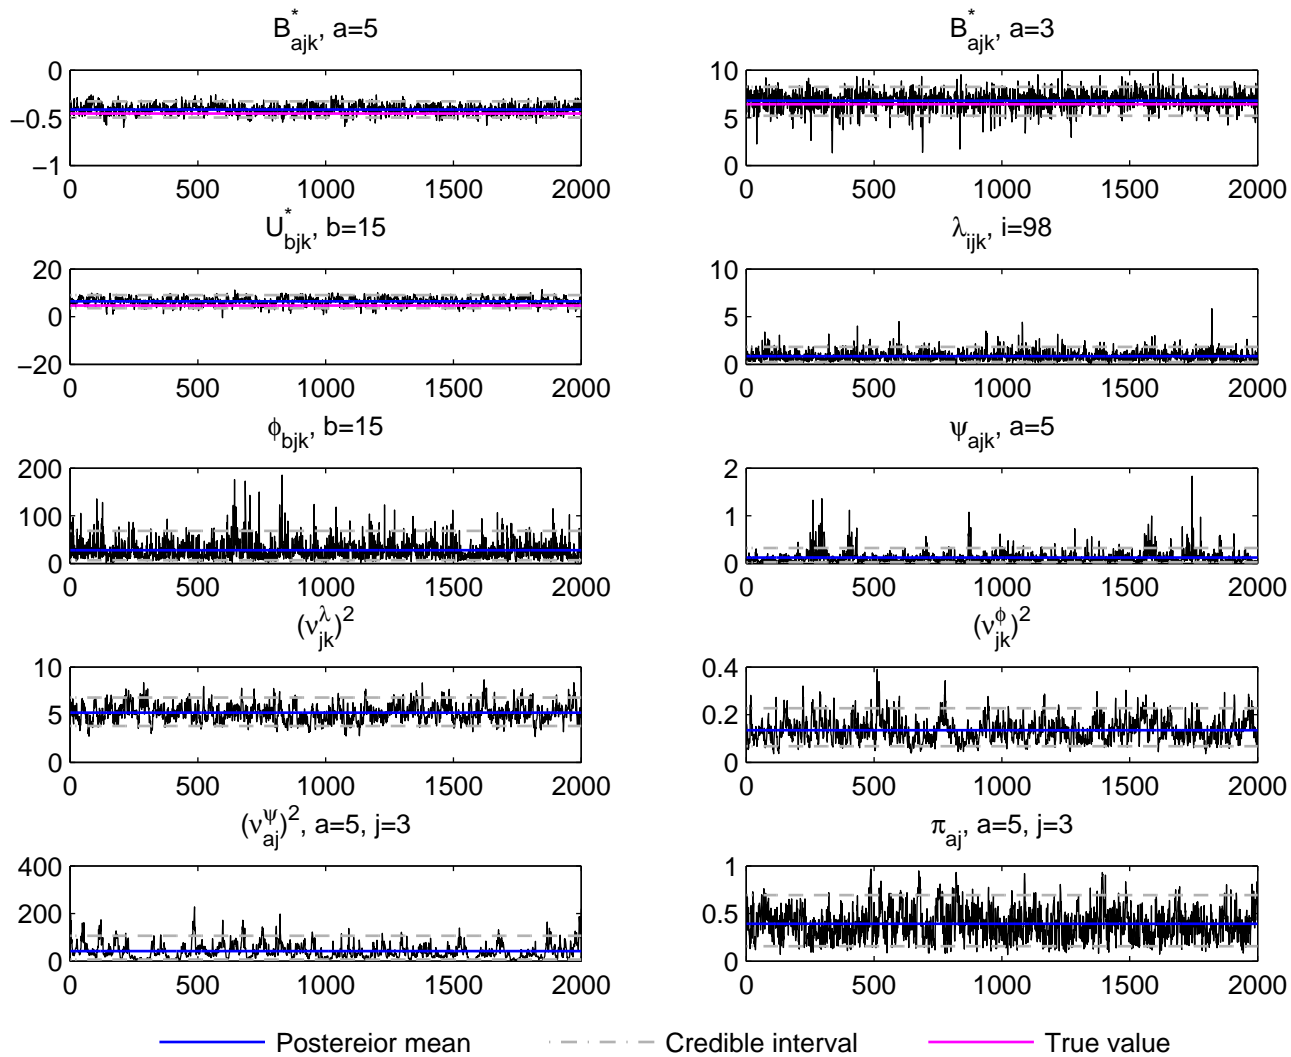 B*ajk, a=5
B*ajk, a=3
0
−0.5
−1
0 500 1000 1500 2000
10
5
0
0 500 1000 1500 2000
U*bjk, b=15
λijk, i=98
20
0
−20
0 500 1000 1500 2000
10
5
0
0 500 1000 1500 2000
ϕbjk, b=15
ψajk, a=5
200
100
0
0 500 1000 1500 2000
2
1
0
0 500 1000 1500 2000
(νλjk)2
(νϕjk)2
10
5
0
0 500 1000 1500 2000
0.4
0.2
0
0 500 1000 1500 2000
(νψaj)2, a=5, j=3
πaj, a=5, j=3
400
200
0
0 500 1000 1500 2000
1
0.5
0
0 500 1000 1500 2000
Postereior mean Credible interval True value